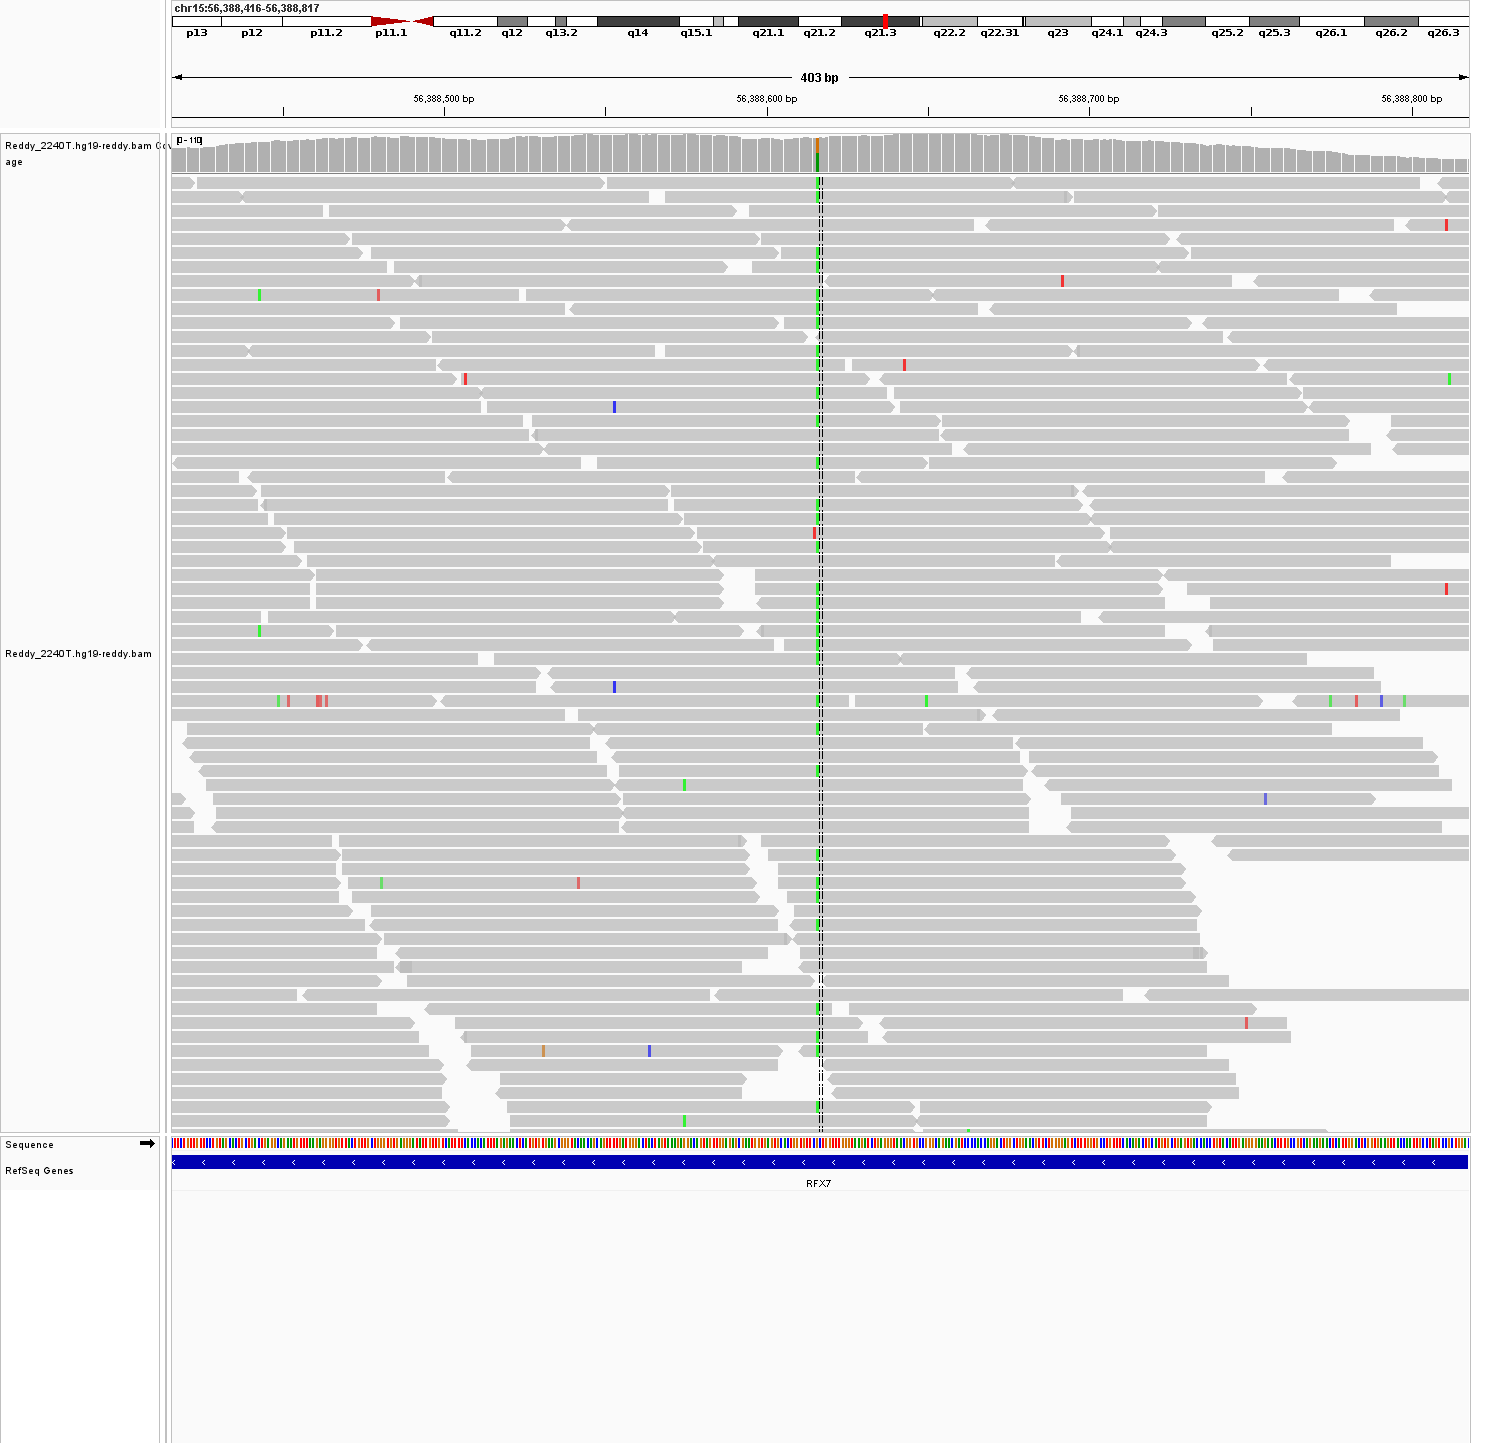 chr15:56,388,416-56,388,817
p13 p12 p11.2 p11.1 q11.2 q12 q13.2 q14 q15.1 q21.1 q21.2 q21.3 q22.2 q22.31 q23 q24.1 q24.3 q25.2 q25.3 q26.1 q26.2 q26.3
403 bp
56,388,500 bp 56,388,600 bp 56,388,700 bp 56,388,800 bp
Reddy_2240T.hg19-reddy.bam Cov
age
[0 - 110]
Reddy_2240T.hg19-reddy.bam
Sequence
RefSeq Genes
RFX7